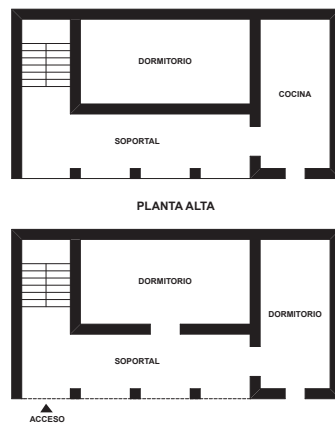 DORMITORIO
COCINA
SOPORTAL
PLANTA ALTA
DORMITORIO
DORMITORIO
SOPORTAL
ACCESO